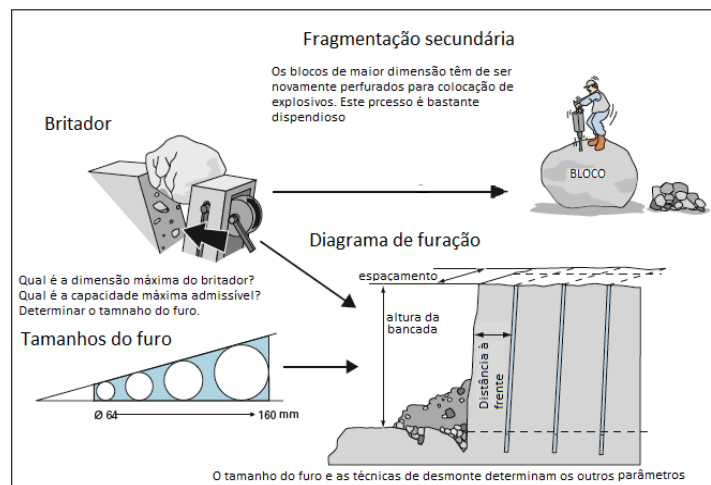 Fragmentação secundária
Os blocos de maior dimensão têm de ser
novamente perfurados para colocação de
explosivos. Este prcesso é bastante
dispendioso
Britador
BLOCO
Diagrama de furação
espaçamento
Qual é a dimensão máxima do britador?
Qual é a capacidade máxima admissível?
Determinar o tamnaho do furo.
altura da
bancada
Distância à
frente
Tamanhos do furo
Ø 64
160 mm
O tamanho do furo e as técnicas de desmonte determinam os outros parâmetros